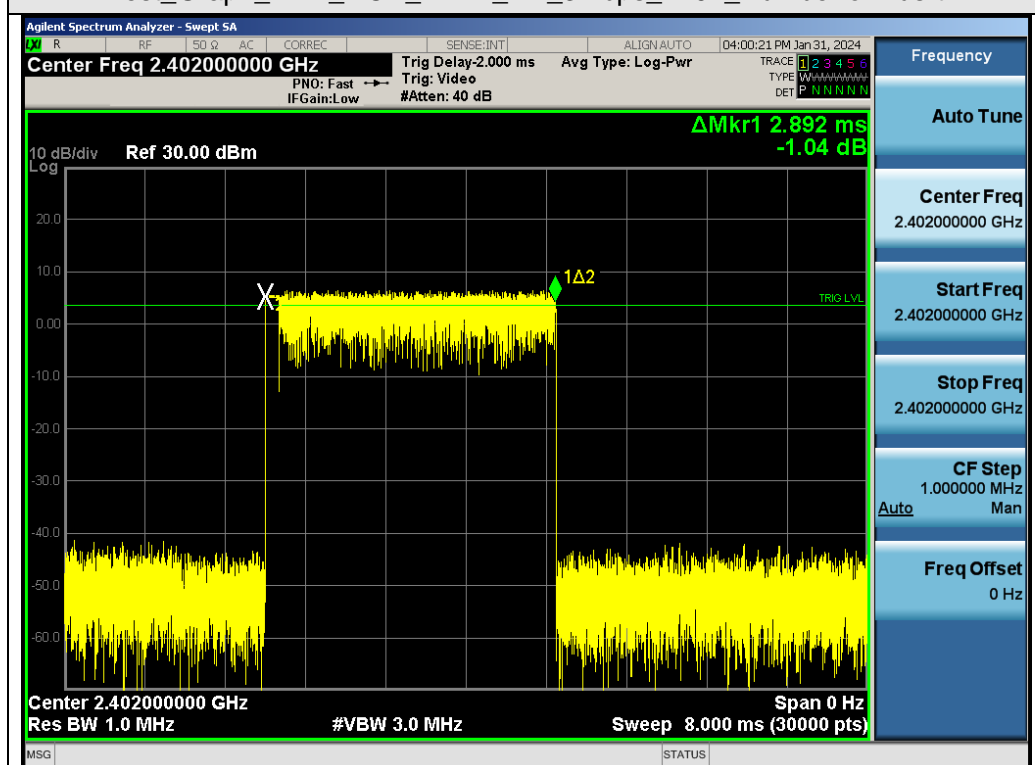 Agilent Spectrum Analyzer - Swept SA
LXI R RF 50 Ω AC CORREC SENSE:INT ALIGN AUTO 04:00:21 PM Jan 31, 2024
Center Freq 2.402000000 GHz
PNO: Fast
IFGain:Low
Trig Delay-2.000 ms
Trig: Video
#Atten: 40 dB
Avg Type: Log-Pwr
TRACE 1 2 3 4 5 6
TYPE WWWWWW
DET P N N N N N
ΔMkr1 2.892 ms
-1.04 dB
10 dB/div Ref 30.00 dBm
Log
20.0
10.0
0.00
-10.0
-20.0
-30.0
-40.0
-50.0
-60.0
1Δ2
TRIG LVL
Center 2.402000000 GHz Span 0 Hz
Res BW 1.0 MHz #VBW 3.0 MHz Sweep 8.000 ms (30000 pts)
MSG STATUS
Frequency
Auto Tune
Center Freq
2.402000000 GHz
Start Freq
2.402000000 GHz
Stop Freq
2.402000000 GHz
CF Step
1.000000 MHz
Auto Man
Freq Offset
0 Hz